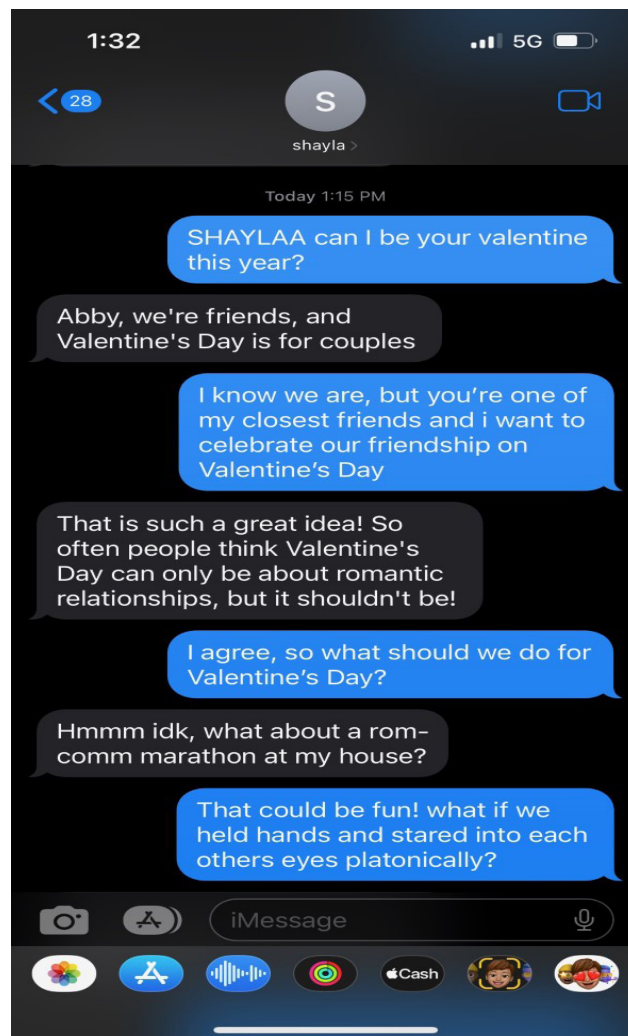 1:32
5G
28
S
shayla >
Today 1:15 PM
SHAYLAA can I be your valentine
this year?
Abby, we're friends, and
Valentine's Day is for couples
I know we are, but you’re one of
my closest friends and i want to
celebrate our friendship on
Valentine’s Day
That is such a great idea! So
often people think Valentine's
Day can only be about romantic
relationships, but it shouldn't be!
I agree, so what should we do for
Valentine’s Day?
Hmmm idk, what about a rom-
comm marathon at my house?
That could be fun! what if we
held hands and stared into each
others eyes platonically?
iMessage
Cash